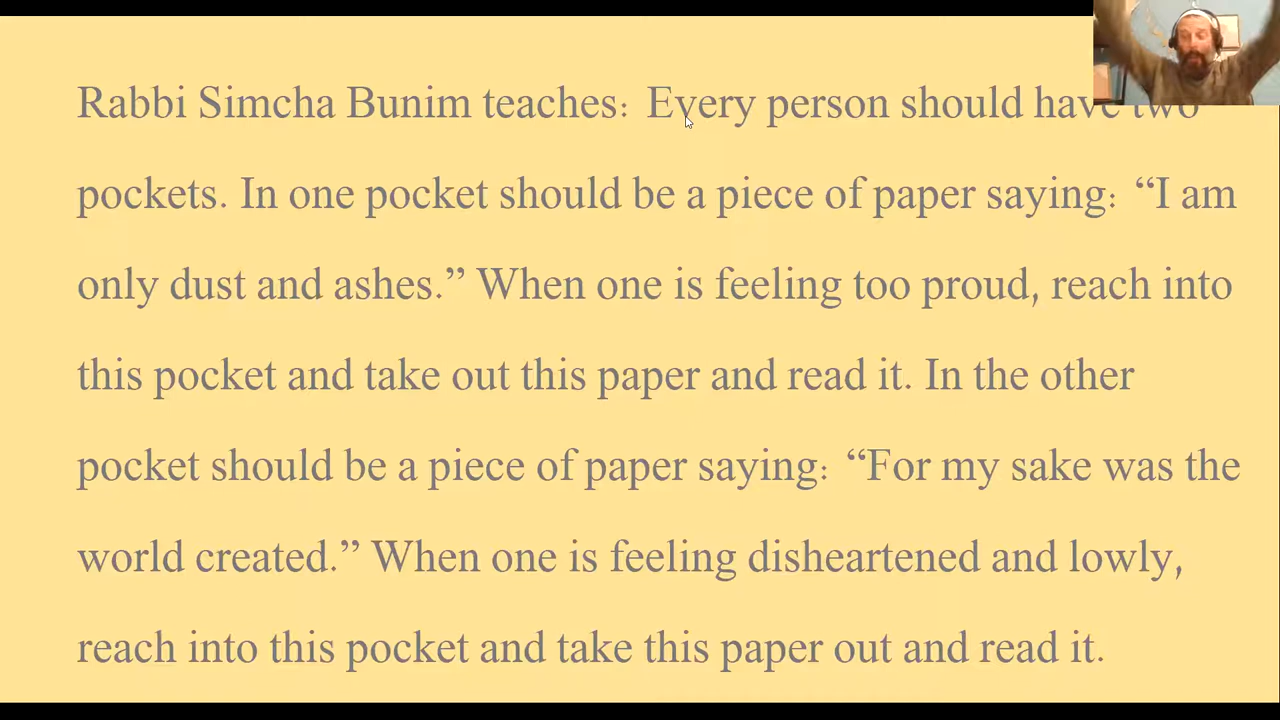 Rabbi Simcha Bunim teaches: Every person should have two
pockets. In one pocket should be a piece of paper saying: “I am
only dust and ashes.” When one is feeling too proud, reach into
this pocket and take out this paper and read it. In the other
pocket should be a piece of paper saying: “For my sake was the
world created.” When one is feeling disheartened and lowly,
reach into this pocket and take this paper out and read it.